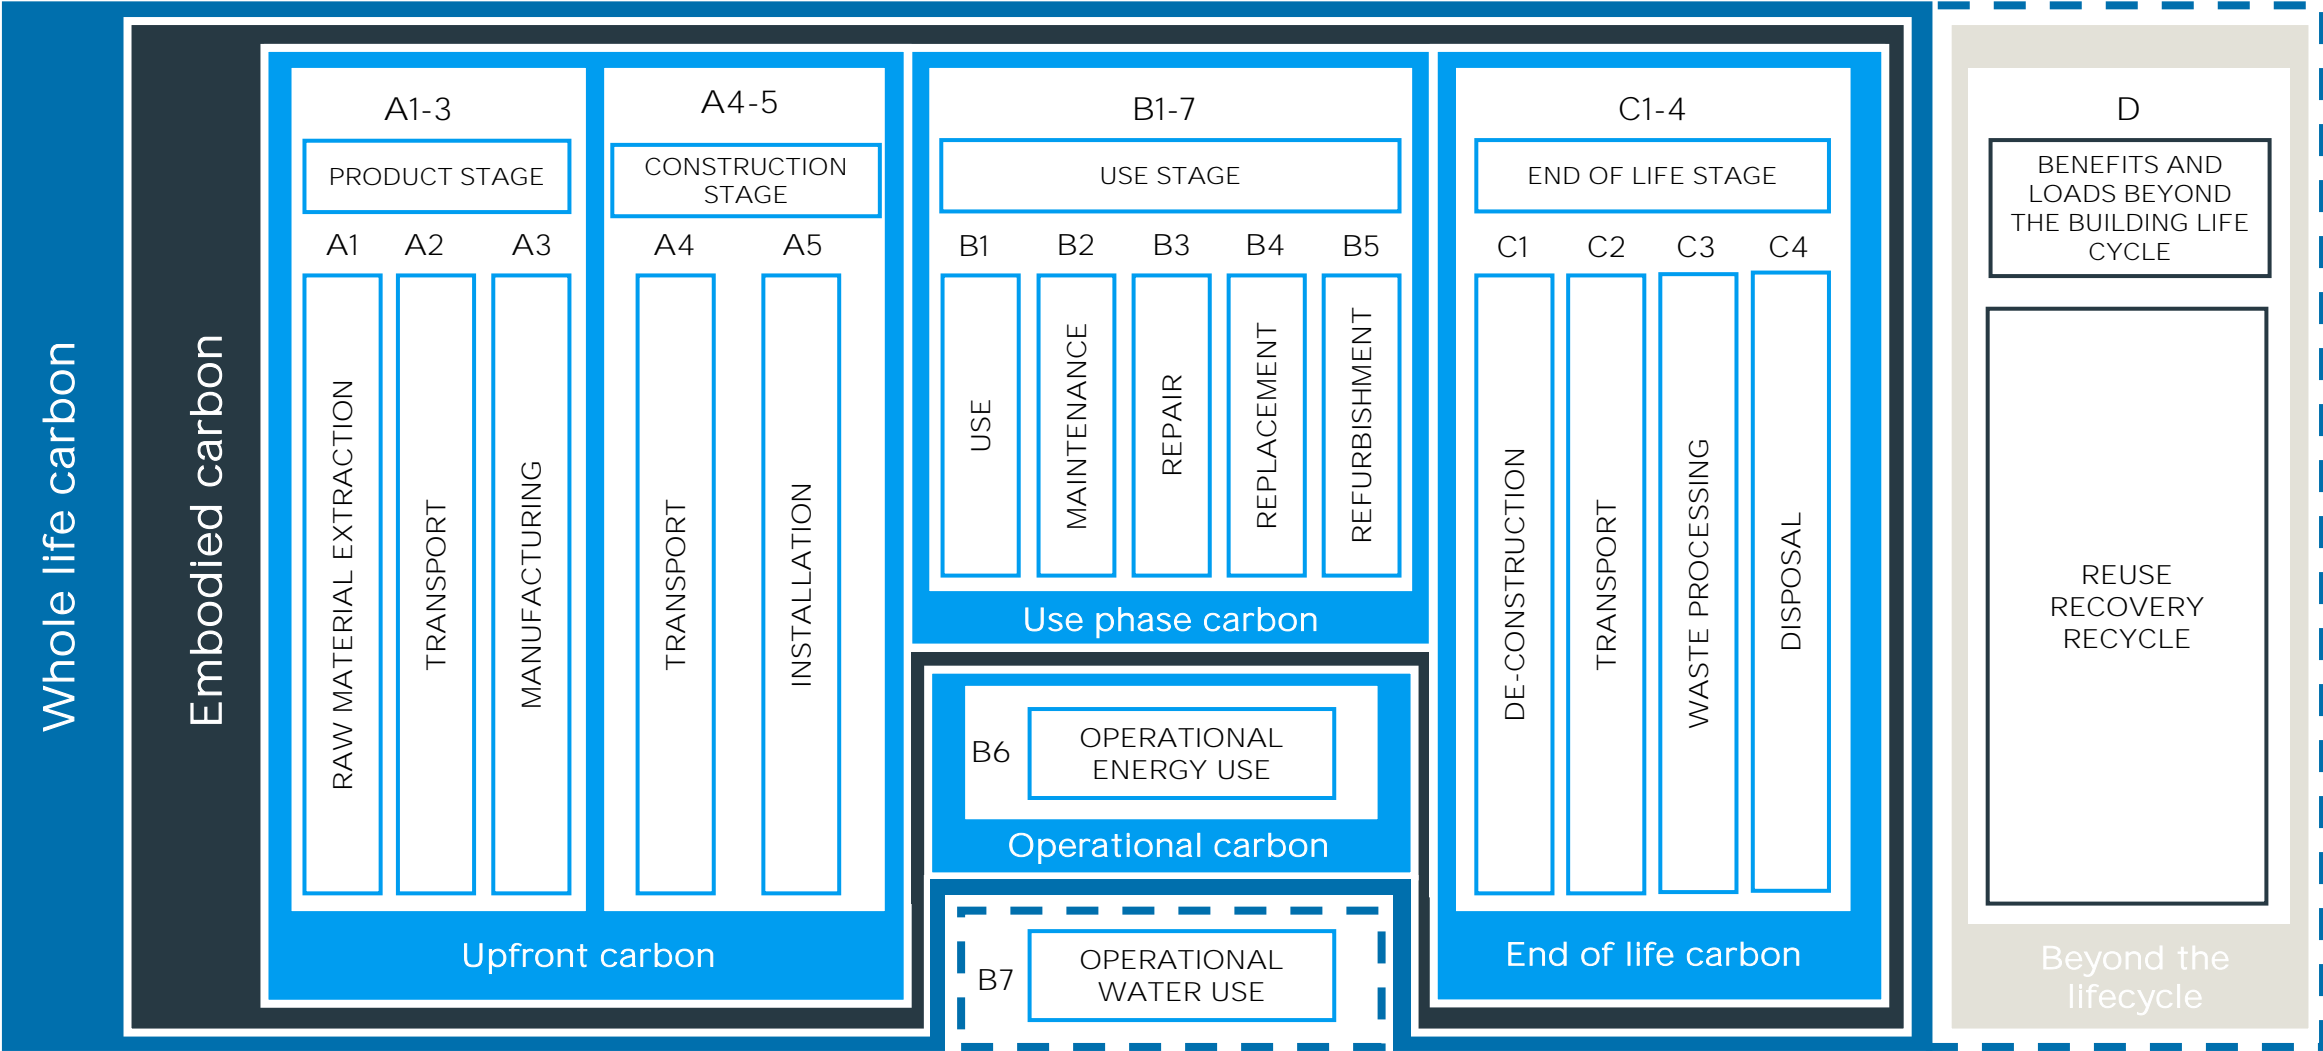 Whole life carbon
Embodied carbon
A1-3
PRODUCT STAGE
A1
A2
A3
RAW MATERIAL EXTRACTION
TRANSPORT
MANUFACTURING
A4-5
CONSTRUCTION
STAGE
A4
A5
TRANSPORT
INSTALLATION
Upfront carbon
B1-7
USE STAGE
B1
B2
B3
B4
B5
USE
MAINTENANCE
REPAIR
REPLACEMENT
REFURBISHMENT
Use phase carbon
B6
OPERATIONAL
ENERGY USE
Operational carbon
B7
OPERATIONAL
WATER USE
C1-4
END OF LIFE STAGE
C1
C2
C3
C4
DE-CONSTRUCTION
TRANSPORT
WASTE PROCESSING
DISPOSAL
End of life carbon
D
BENEFITS AND
LOADS BEYOND
THE BUILDING LIFE
CYCLE
REUSE
RECOVERY
RECYCLE
Beyond the
lifecycle